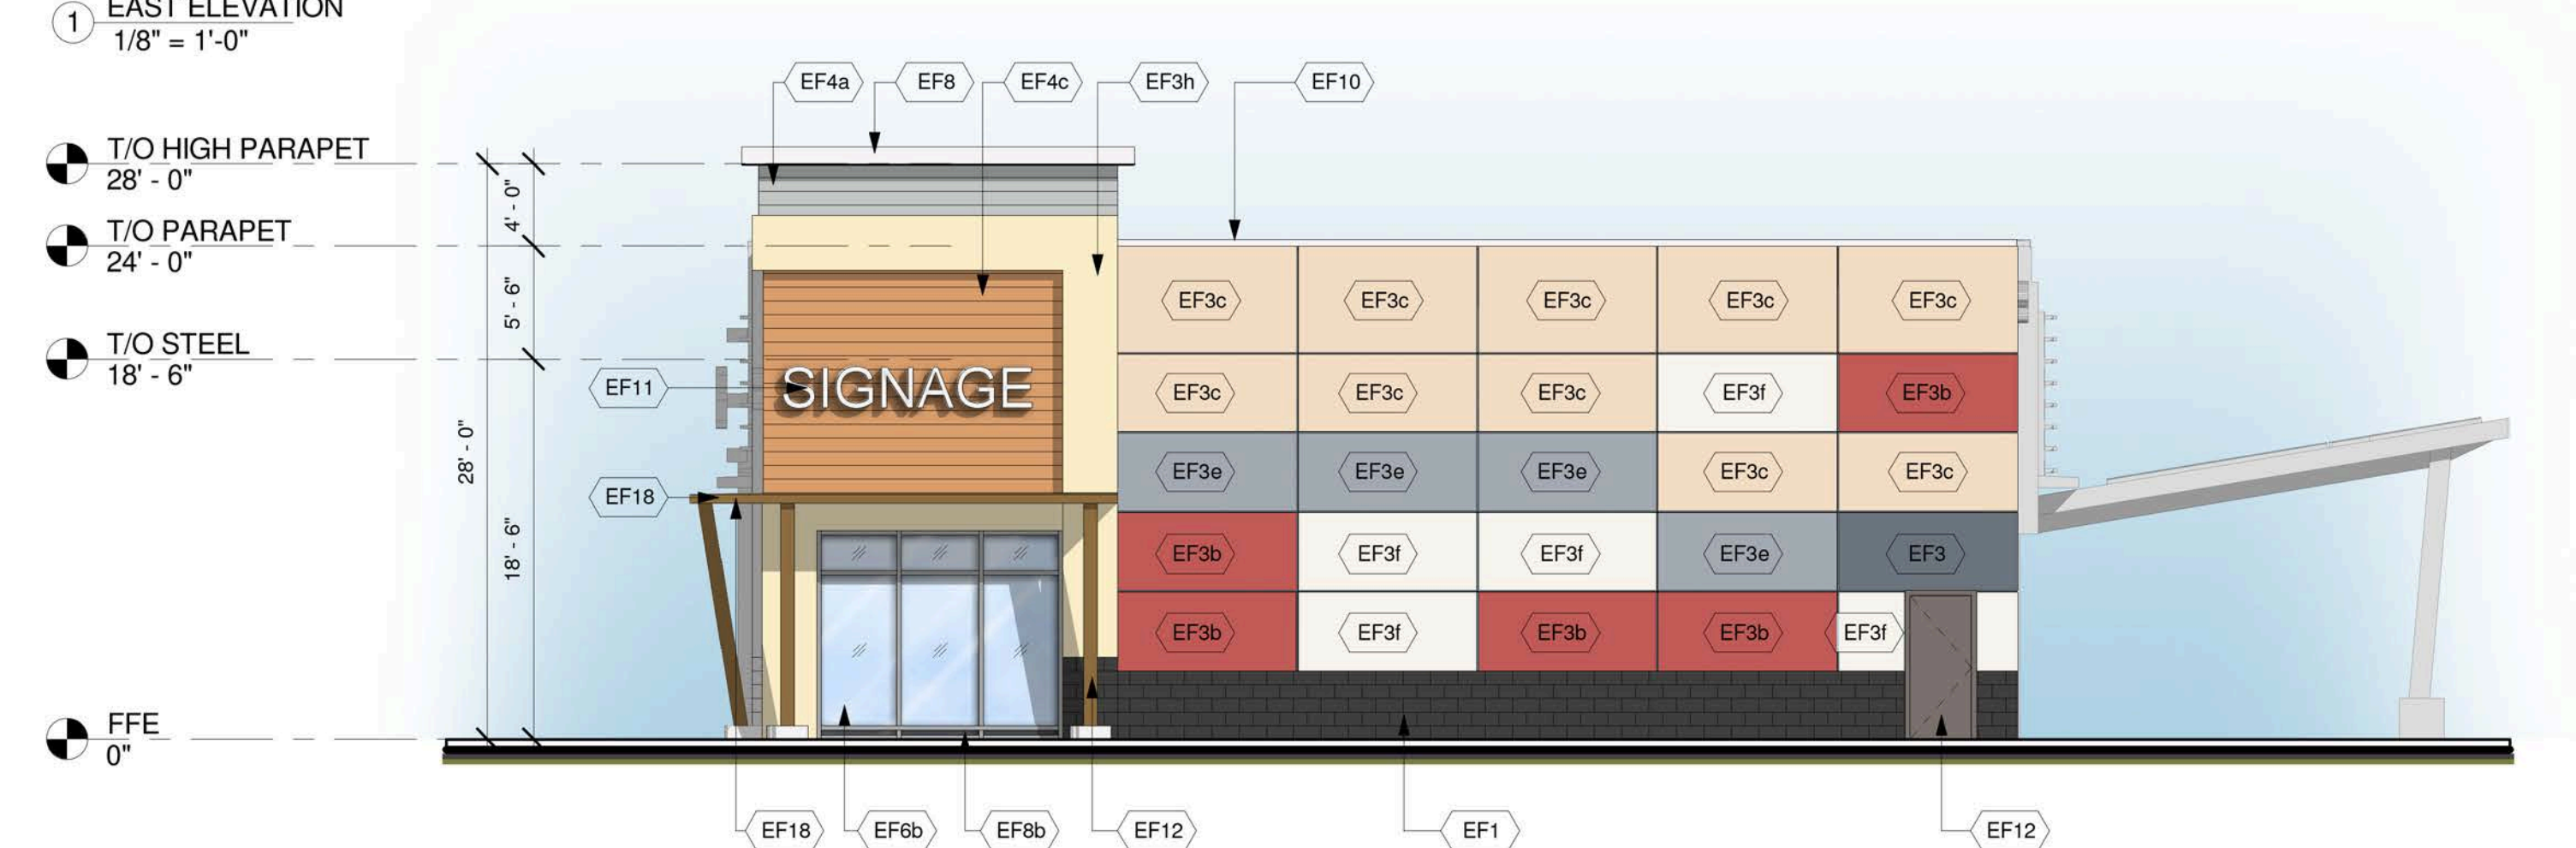 1 EAST ELEVATION
1/8" = 1'-0"
EF4a EF8 EF4c EF3h EF10
T/O HIGH PARAPET
28' - 0"
4' - 0"
T/O PARAPET
24' - 0"
5' - 6"
EF3c EF3c EF3c EF3c EF3c
T/O STEEL
18' - 6"
EF11
SIGNAGE
EF3c EF3c EF3c EF3f EF3b
28' - 0"
EF3e EF3e EF3e EF3c EF3c
EF18
18' - 6"
EF3b EF3f EF3f EF3e EF3
EF3b EF3f EF3b EF3b EF3f
FFE
0"
EF18 EF6b EF8b EF12 EF1 EF12